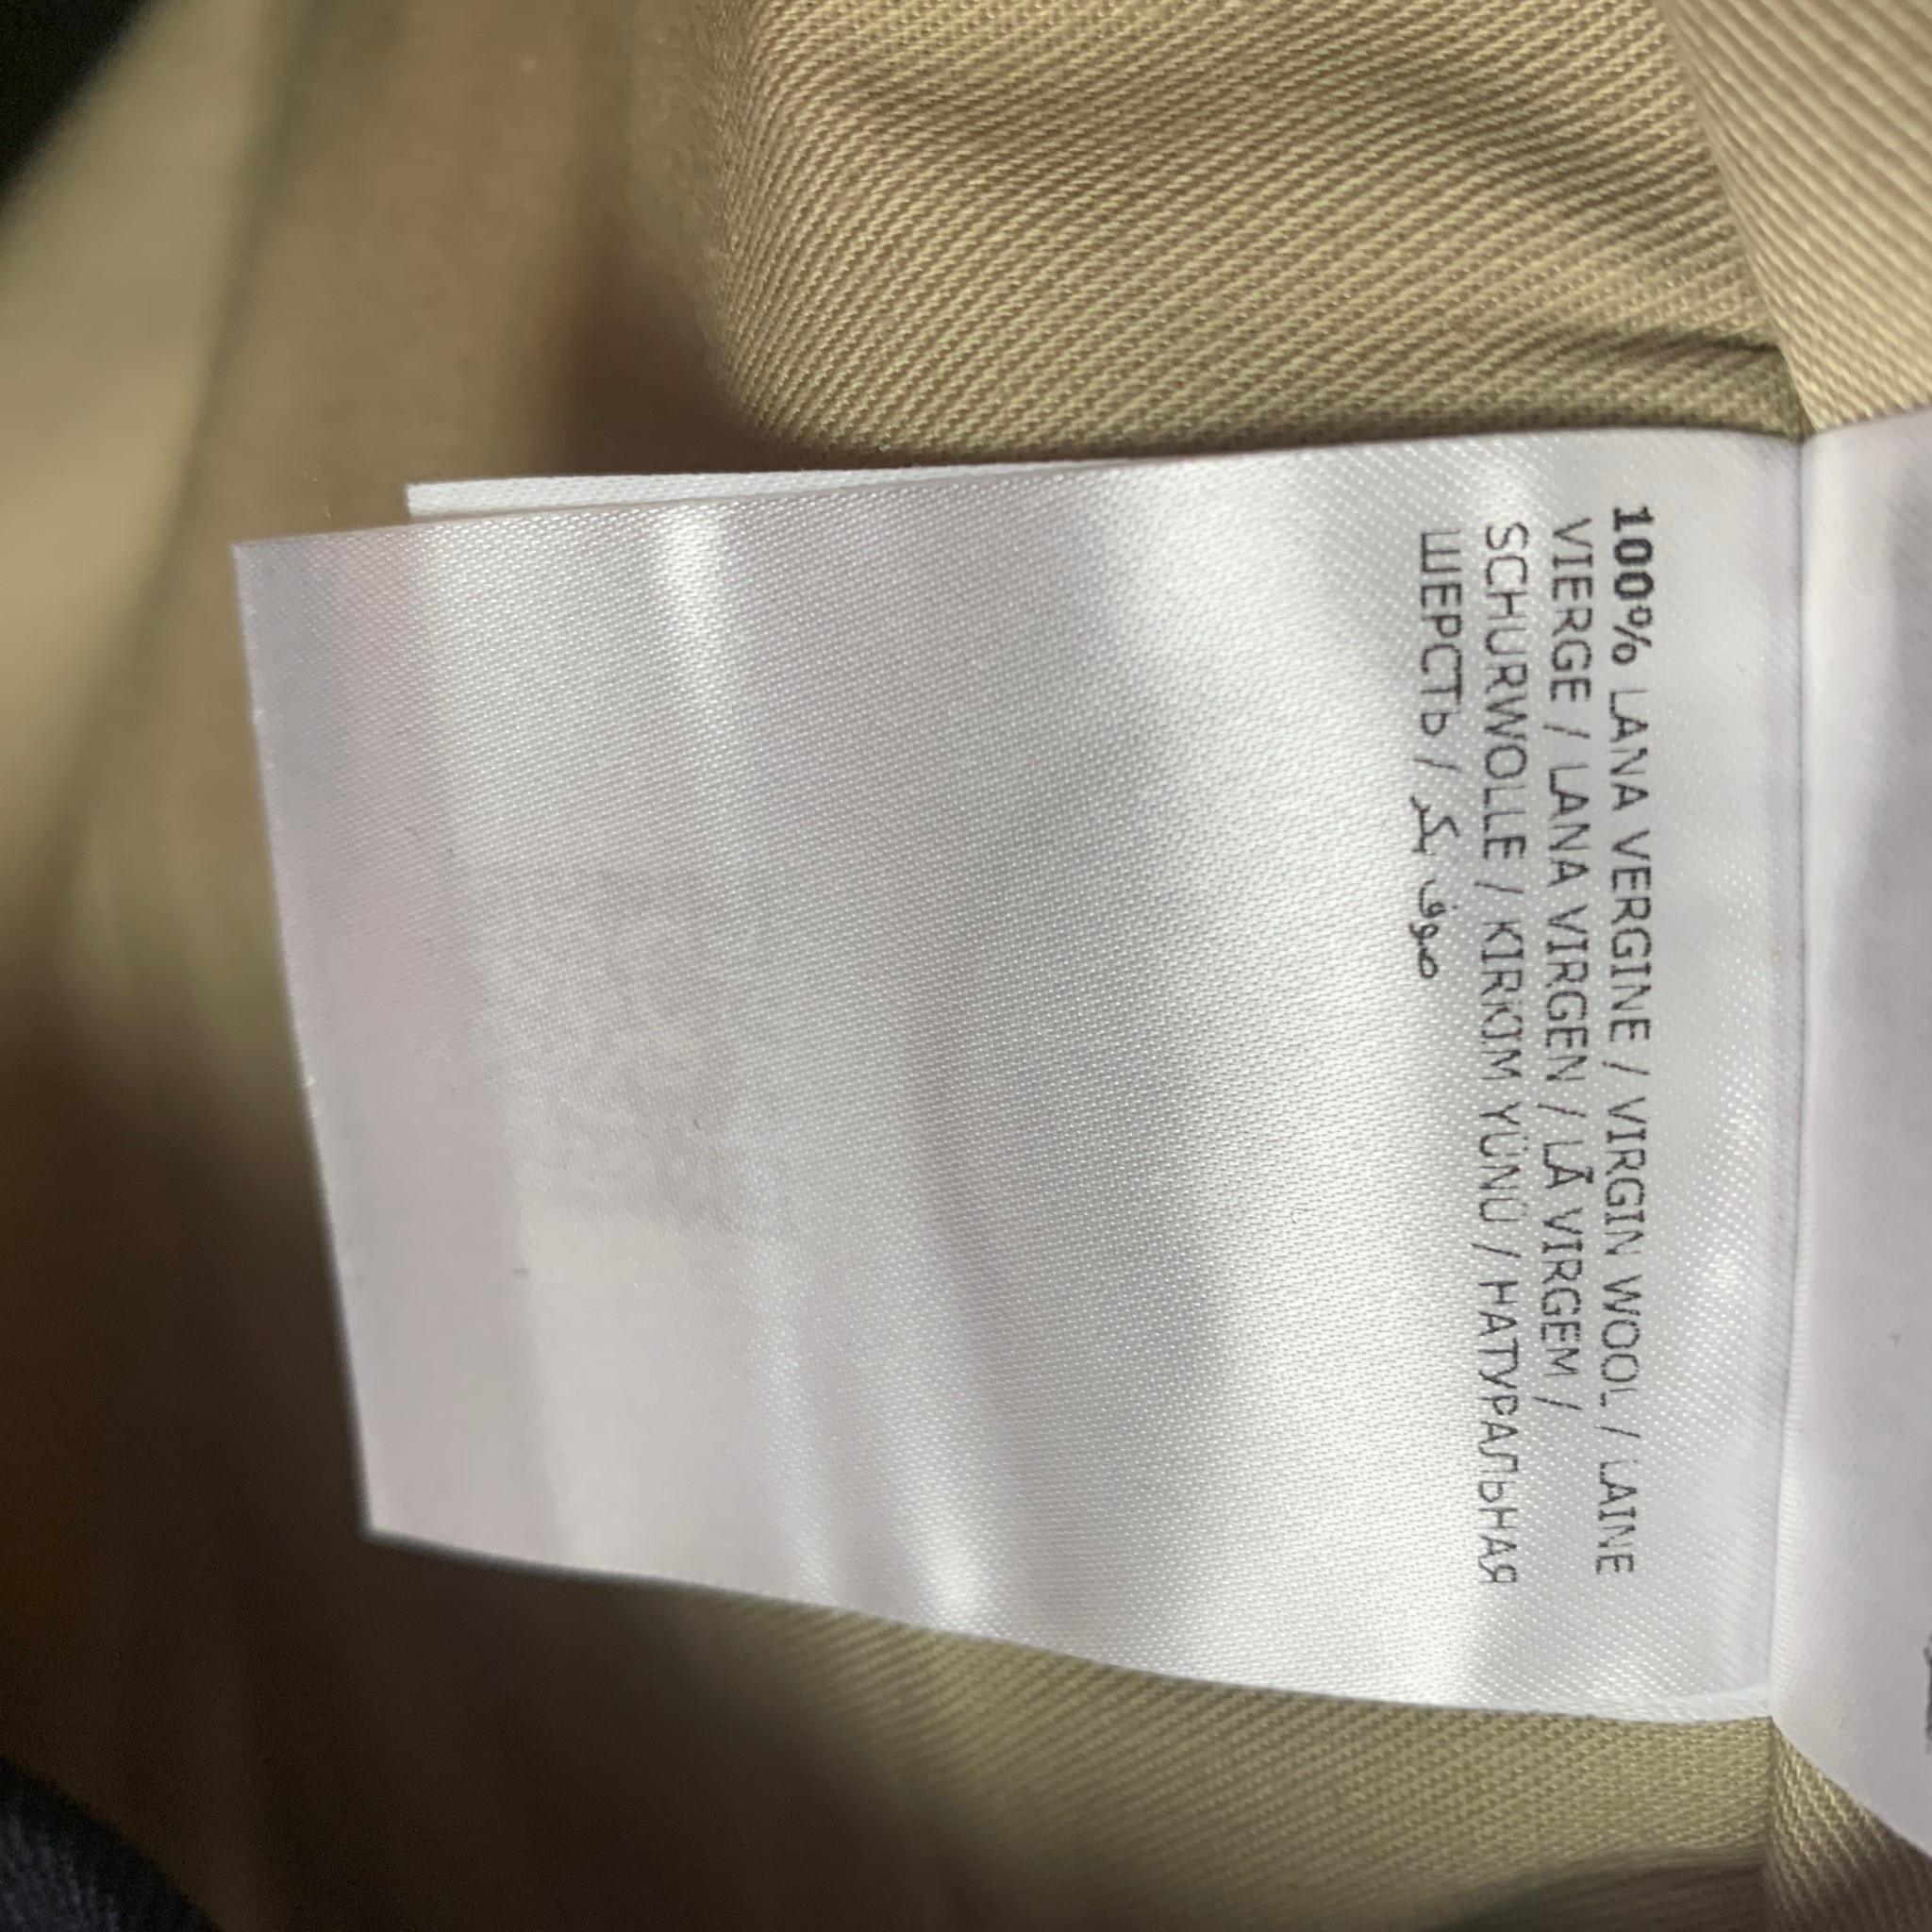 100% LANA VERGINE / VIRGIN WOOL / LAINE
VIERGE / LANA VIRGEN / LÃ VIRGEM /
SCHURWOLLE / KIRKIM YÜNÜ / НАТУРАЛЬНАЯ
ШЕРСТЬ / صوف بكر